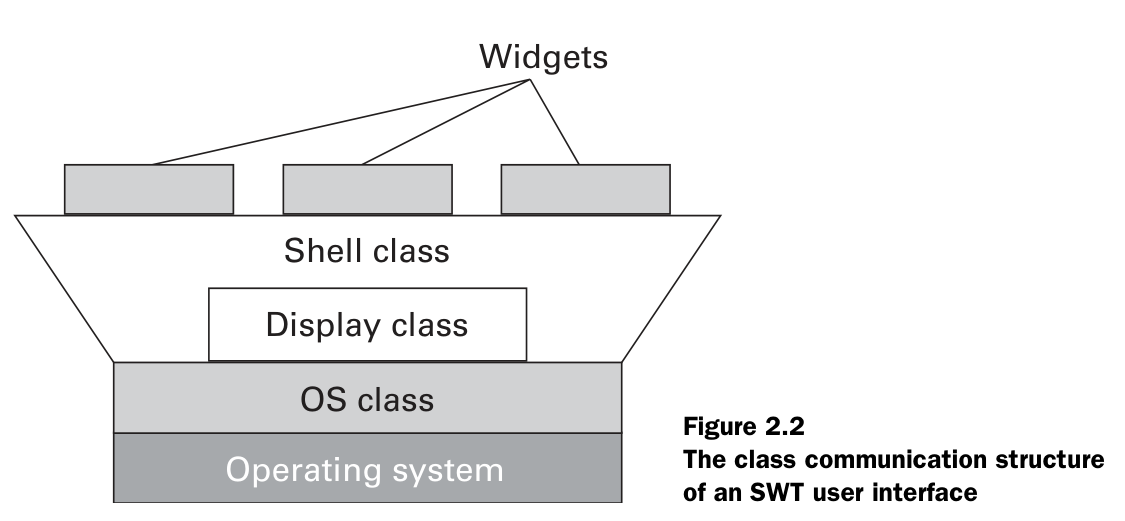 Widgets
Shell class
Display class
OS class
Operating system
Figure 2.2
The class communication structure
of an SWT user interface